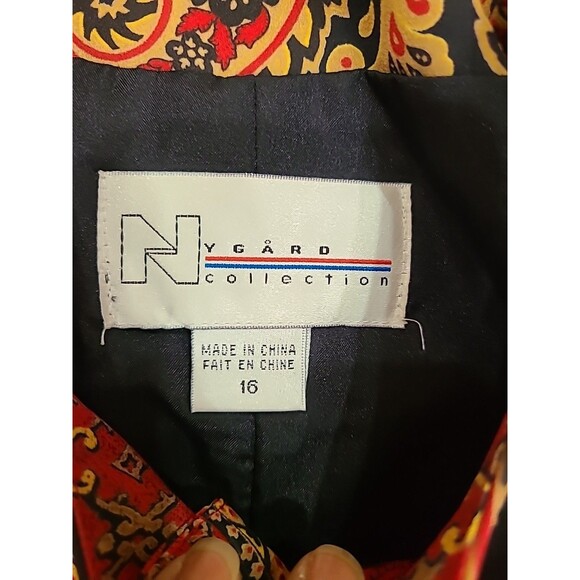 NYGÅRD
collection
MADE IN CHINA
FAIT EN CHINE
16